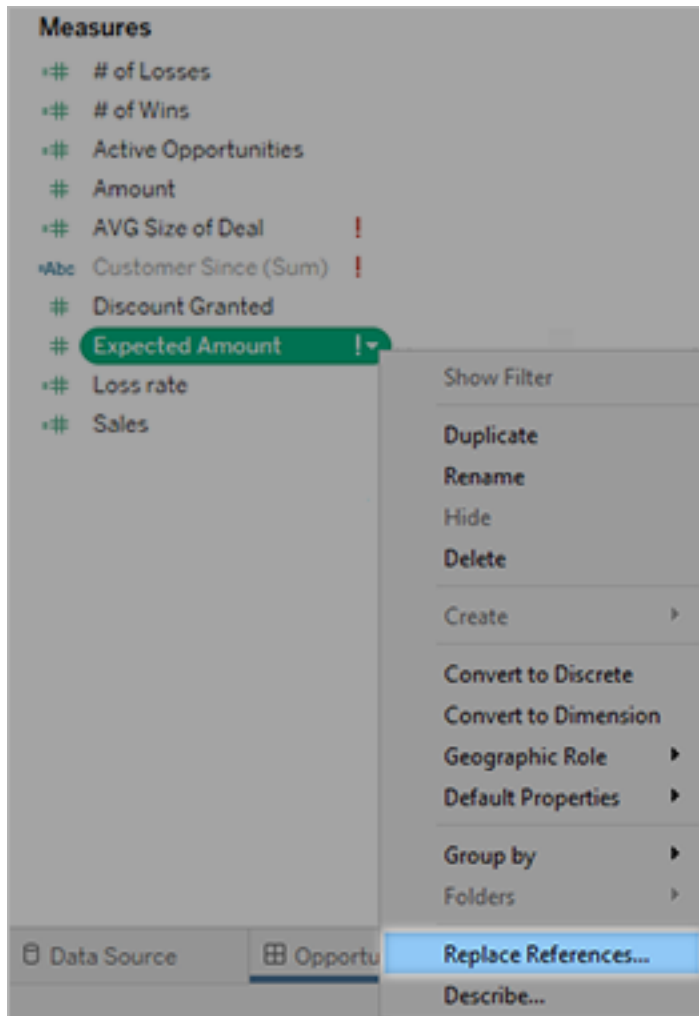 Measures
# of Losses
# of Wins
Active Opportunities
Amount
AVG Size of Deal !
Abc Customer Since (Sum) !
Discount Granted
Expected Amount !
Loss rate
Sales
Show Filter
Duplicate
Rename
Hide
Delete
Create
Convert to Discrete
Convert to Dimension
Geographic Role
Default Properties
Group by
Folders
Replace References...
Describe...
Data Source
Opportu